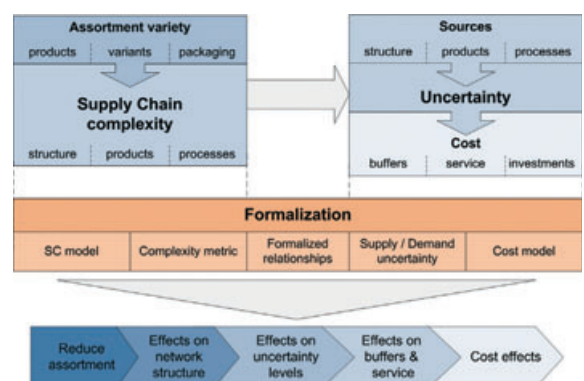 Assortment variety
products variants packaging
Supply Chain
complexity
structure products processes
Sources
structure products processes
Uncertainty
Cost
buffers service investments
Formalization
SC model
Complexity metric
Formalized
relationships
Supply / Demand
uncertainty
Cost model
Reduce
assortment
Effects on
network
structure
Effects on
uncertainty
levels
Effects on
buffers &
service
Cost effects